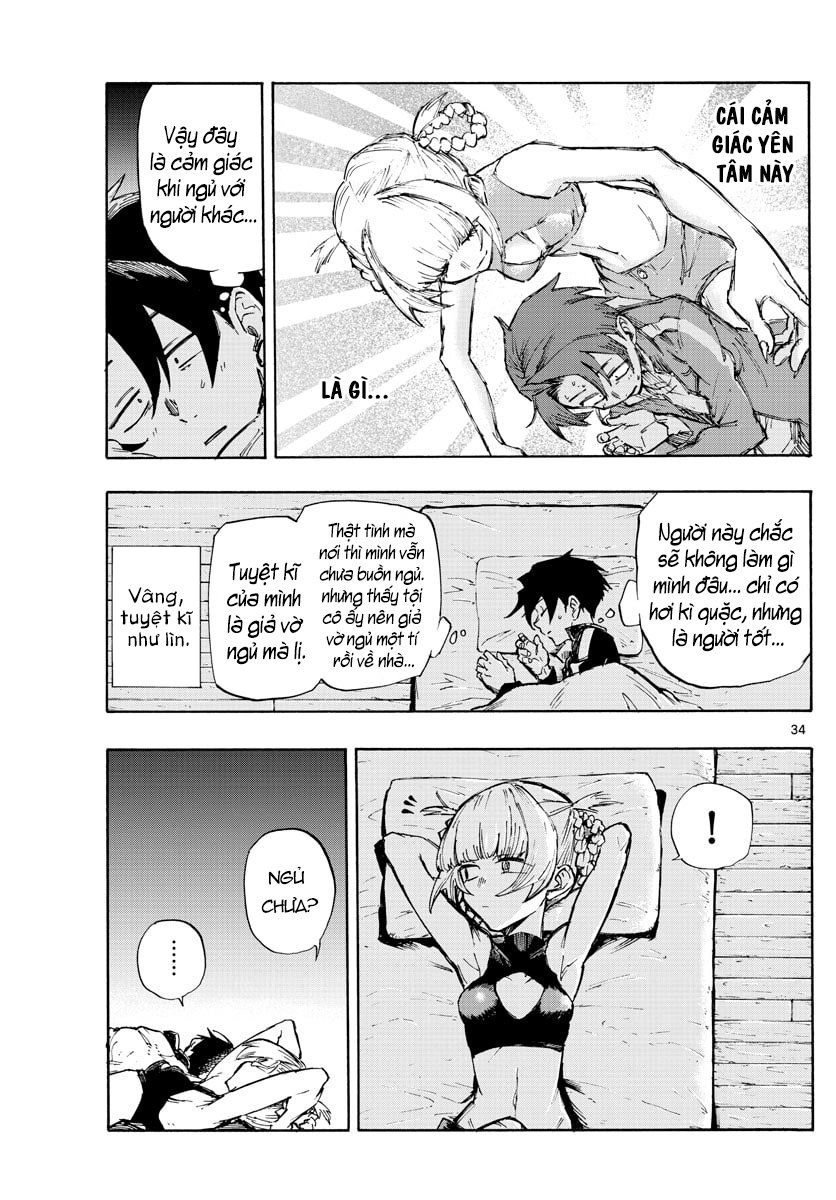 CÁI CẢM
GIÁC YÊN
TÂM NÀY
LÀ GÌ...
Vậy đây
là cảm giác
khi ngủ với
người khác...
Người này chắc
sẽ không làm gì
mình đâu... chỉ có
hơi kì quặc, nhưng
là người tốt...
Thật tình mà
nói thì mình vẫn
chưa buồn ngủ.
nhưng thấy tội
cô ấy nên giả
vờ ngủ một tí
rồi về nhà...
Tuyệt kĩ
của mình
là giả vờ
ngủ mà lị.
Vâng,
tuyệt kĩ
như lìn.
34
!
NGỦ
CHƯA?
......